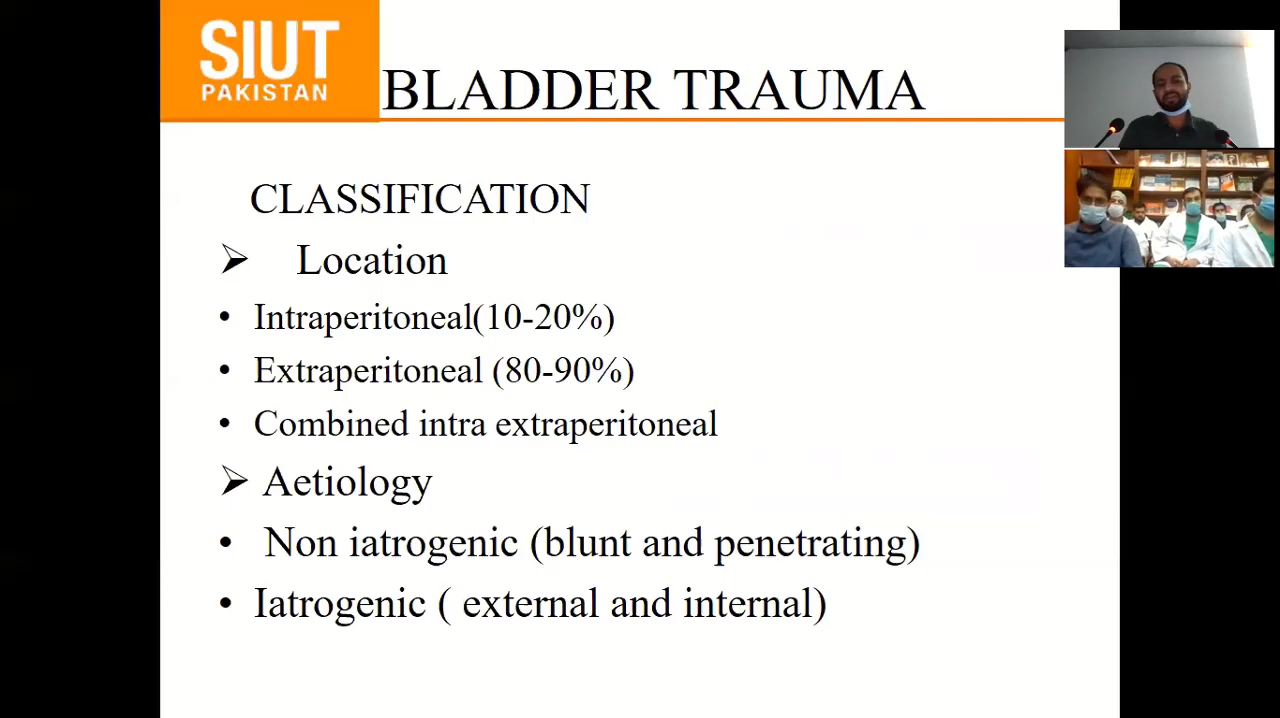 SIUT
PAKISTAN
BLADDER TRAUMA
CLASSIFICATION
➢ Location
• Intraperitoneal(10-20%)
• Extraperitoneal (80-90%)
• Combined intra extraperitoneal
➢ Aetiology
• Non iatrogenic (blunt and penetrating)
• Iatrogenic ( external and internal)